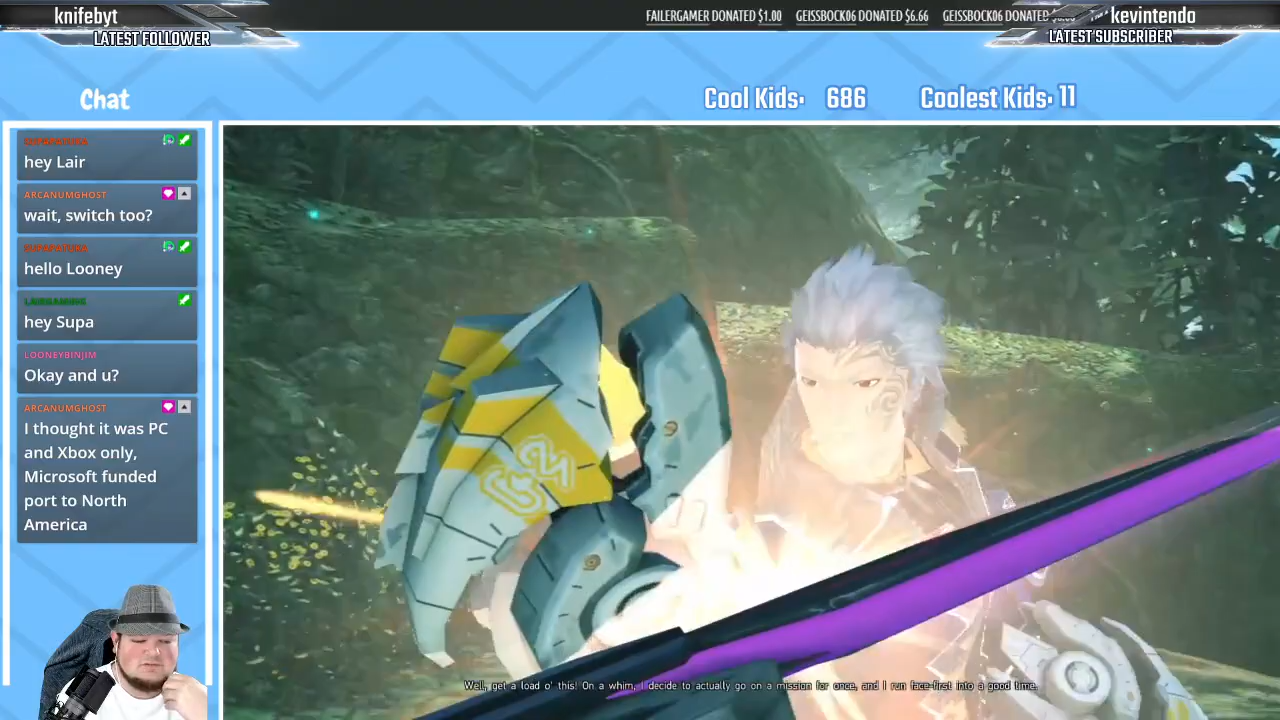 knifebyt
LATEST FOLLOWER
FAILERGAMER DONATED $1.00 GEISSBOCK06 DONATED $6.66 GEISSBOCK06 DONATED
kevintendo
LATEST SUBSCRIBER
Chat
Cool Kids: 686
Coolest Kids: 11
hey Lair
ARCANUMGHOST
wait, switch too?
hello Looney
hey Supa
LOONEYBINJIM
Okay and u?
ARCANUMGHOST
I thought it was PC
and Xbox only,
Microsoft funded
port to North
America
Well, get a load o' this! On a whim, I decide to actually go on a mission for once, and I run face-first into a good time.